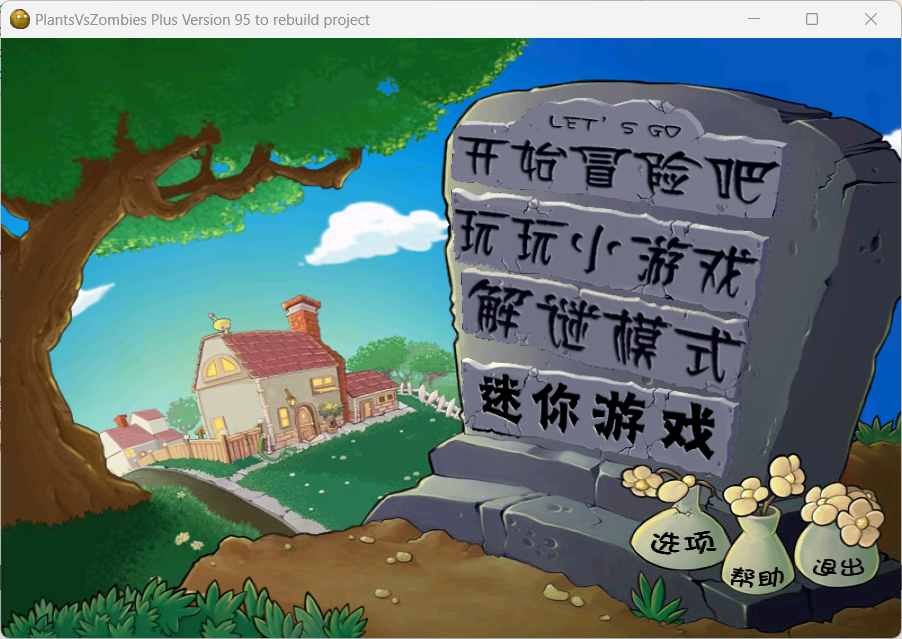 PlantsVsZombies Plus Version 95 to rebuild project
LET'S GO
开始冒险吧
玩玩小游戏
解谜模式
迷你游戏
选项
帮助
退出